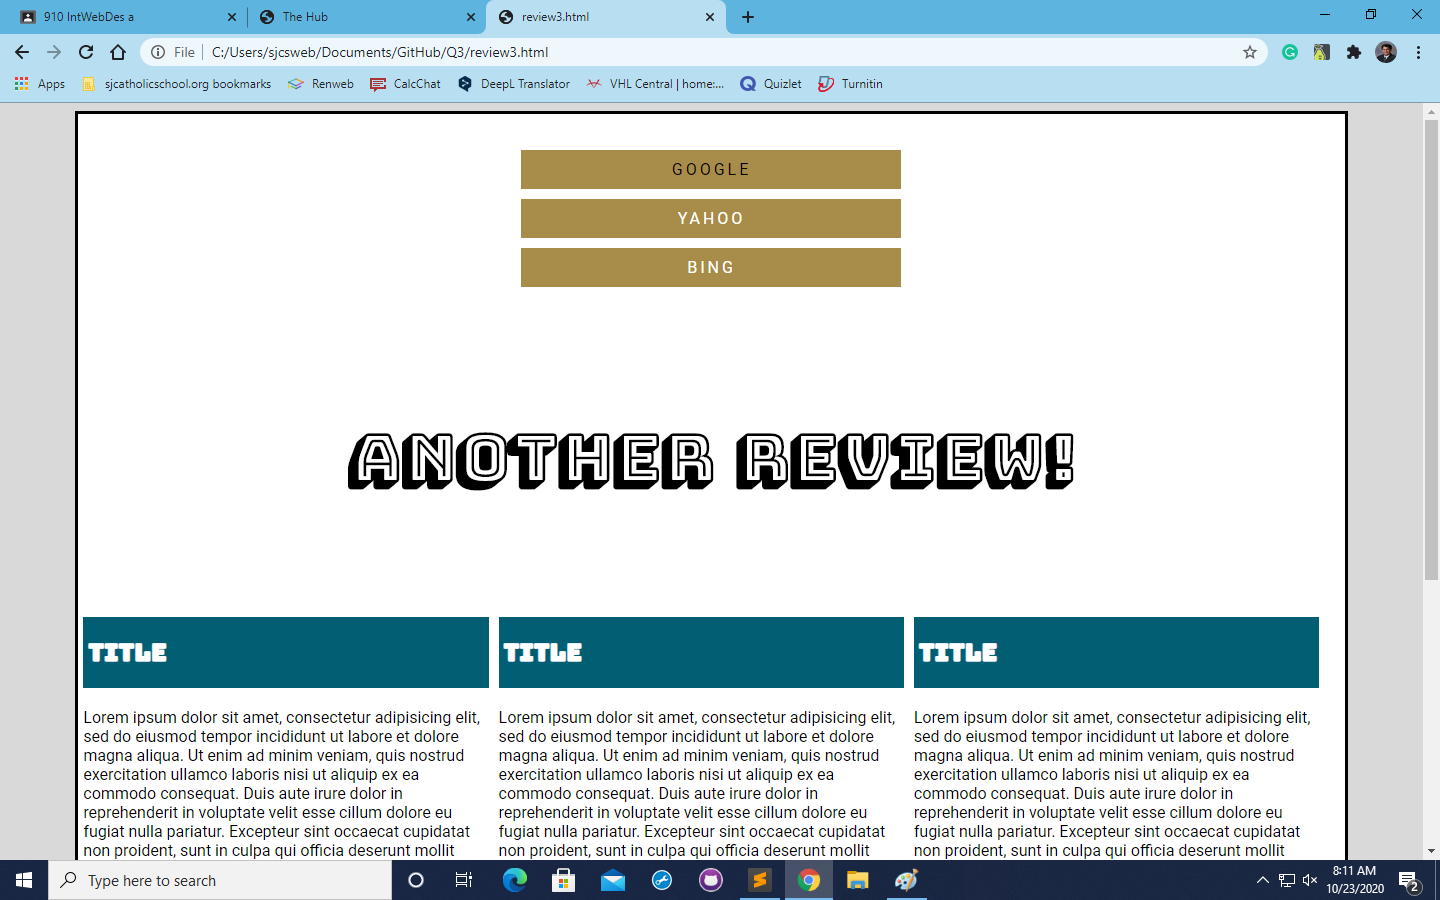 910 IntWebDes a
The Hub
review3.html
File
C:/Users/sjcsweb/Documents/GitHub/Q3/review3.html
Apps
sjcatholicschool.org bookmarks
Renweb
CalcChat
DeepL Translator
VHL Central | home:...
Quizlet
Turnitin
GOOGLE
YAHOO
BING
ANOTHER REVIEW!
TITLE
Lorem ipsum dolor sit amet, consectetur adipisicing elit,
sed do eiusmod tempor incididunt ut labore et dolore
magna aliqua. Ut enim ad minim veniam, quis nostrud
exercitation ullamco laboris nisi ut aliquip ex ea
commodo consequat. Duis aute irure dolor in
reprehenderit in voluptate velit esse cillum dolore eu
fugiat nulla pariatur. Excepteur sint occaecat cupidatat
non proident, sunt in culpa qui officia deserunt mollit
TITLE
Lorem ipsum dolor sit amet, consectetur adipisicing elit,
sed do eiusmod tempor incididunt ut labore et dolore
magna aliqua. Ut enim ad minim veniam, quis nostrud
exercitation ullamco laboris nisi ut aliquip ex ea
commodo consequat. Duis aute irure dolor in
reprehenderit in voluptate velit esse cillum dolore eu
fugiat nulla pariatur. Excepteur sint occaecat cupidatat
non proident, sunt in culpa qui officia deserunt mollit
TITLE
Lorem ipsum dolor sit amet, consectetur adipisicing elit,
sed do eiusmod tempor incididunt ut labore et dolore
magna aliqua. Ut enim ad minim veniam, quis nostrud
exercitation ullamco laboris nisi ut aliquip ex ea
commodo consequat. Duis aute irure dolor in
reprehenderit in voluptate velit esse cillum dolore eu
fugiat nulla pariatur. Excepteur sint occaecat cupidatat
non proident, sunt in culpa qui officia deserunt mollit
Type here to search
8:11 AM
10/23/2020
2